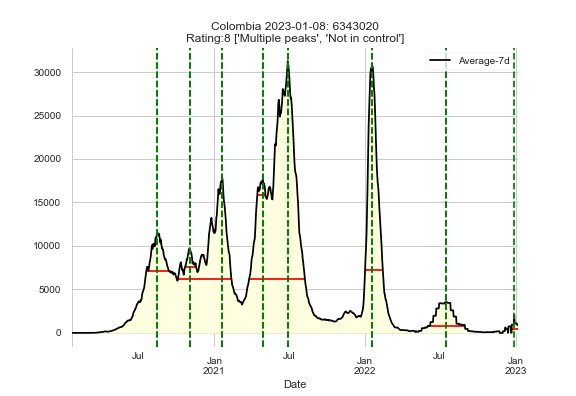 Colombia 2023-01-08: 6343020
Rating:8 ['Multiple peaks', 'Not in control']
Average-7d
30000
25000
20000
15000
10000
5000
0
Jul
Jan
2021
Jul
Jan
2022
Jul
Jan
2023
Date